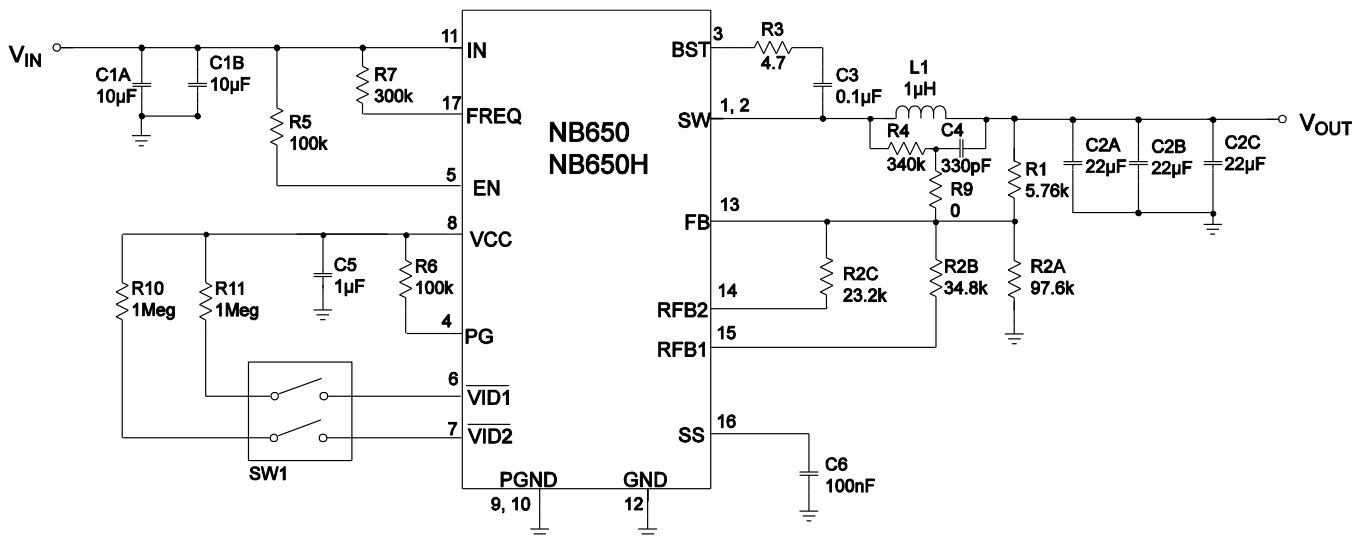 VIN
C1A
10µF
C1B
10µF
R5
100k
R7
300k
11
IN
17
FREQ
5
EN
8
VCC
R10
1Meg
R11
1Meg
C5
1µF
R6
100k
4
PG
6
VID1
7
VID2
SW1
NB650
NB650H
PGND
9, 10
GND
12
3
BST
R3
4.7
C3
0.1µF
1, 2
SW
L1
1µH
R4
340k
C4
330pF
R9
0
R1
5.76k
C2A
22µF
C2B
22µF
C2C
22µF
VOUT
13
FB
R2C
23.2k
R2B
34.8k
R2A
97.6k
14
RFB2
15
RFB1
16
SS
C6
100nF